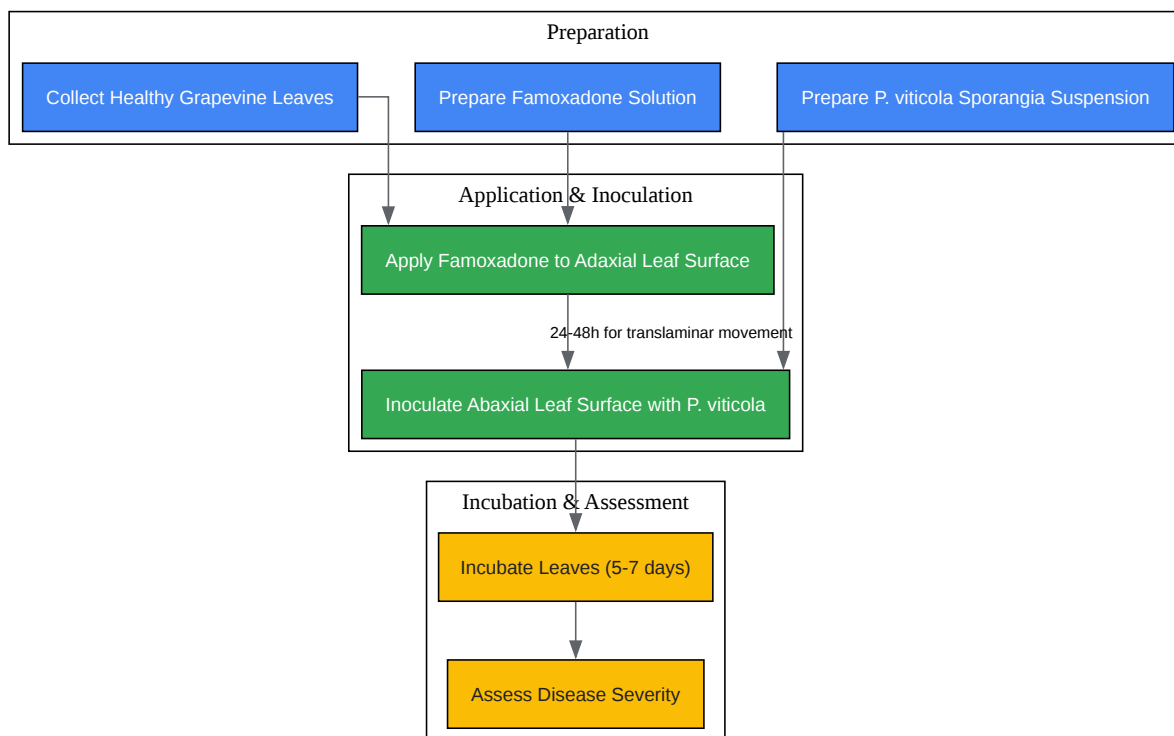 Preparation
Collect Healthy Grapevine Leaves
Prepare Famoxadone Solution
Prepare P. viticola Sporangia Suspension
Application & Inoculation
Apply Famoxadone to Adaxial Leaf Surface
24-48h for translaminar movement
Inoculate Abaxial Leaf Surface with P. viticola
Incubation & Assessment
Incubate Leaves (5-7 days)
Assess Disease Severity